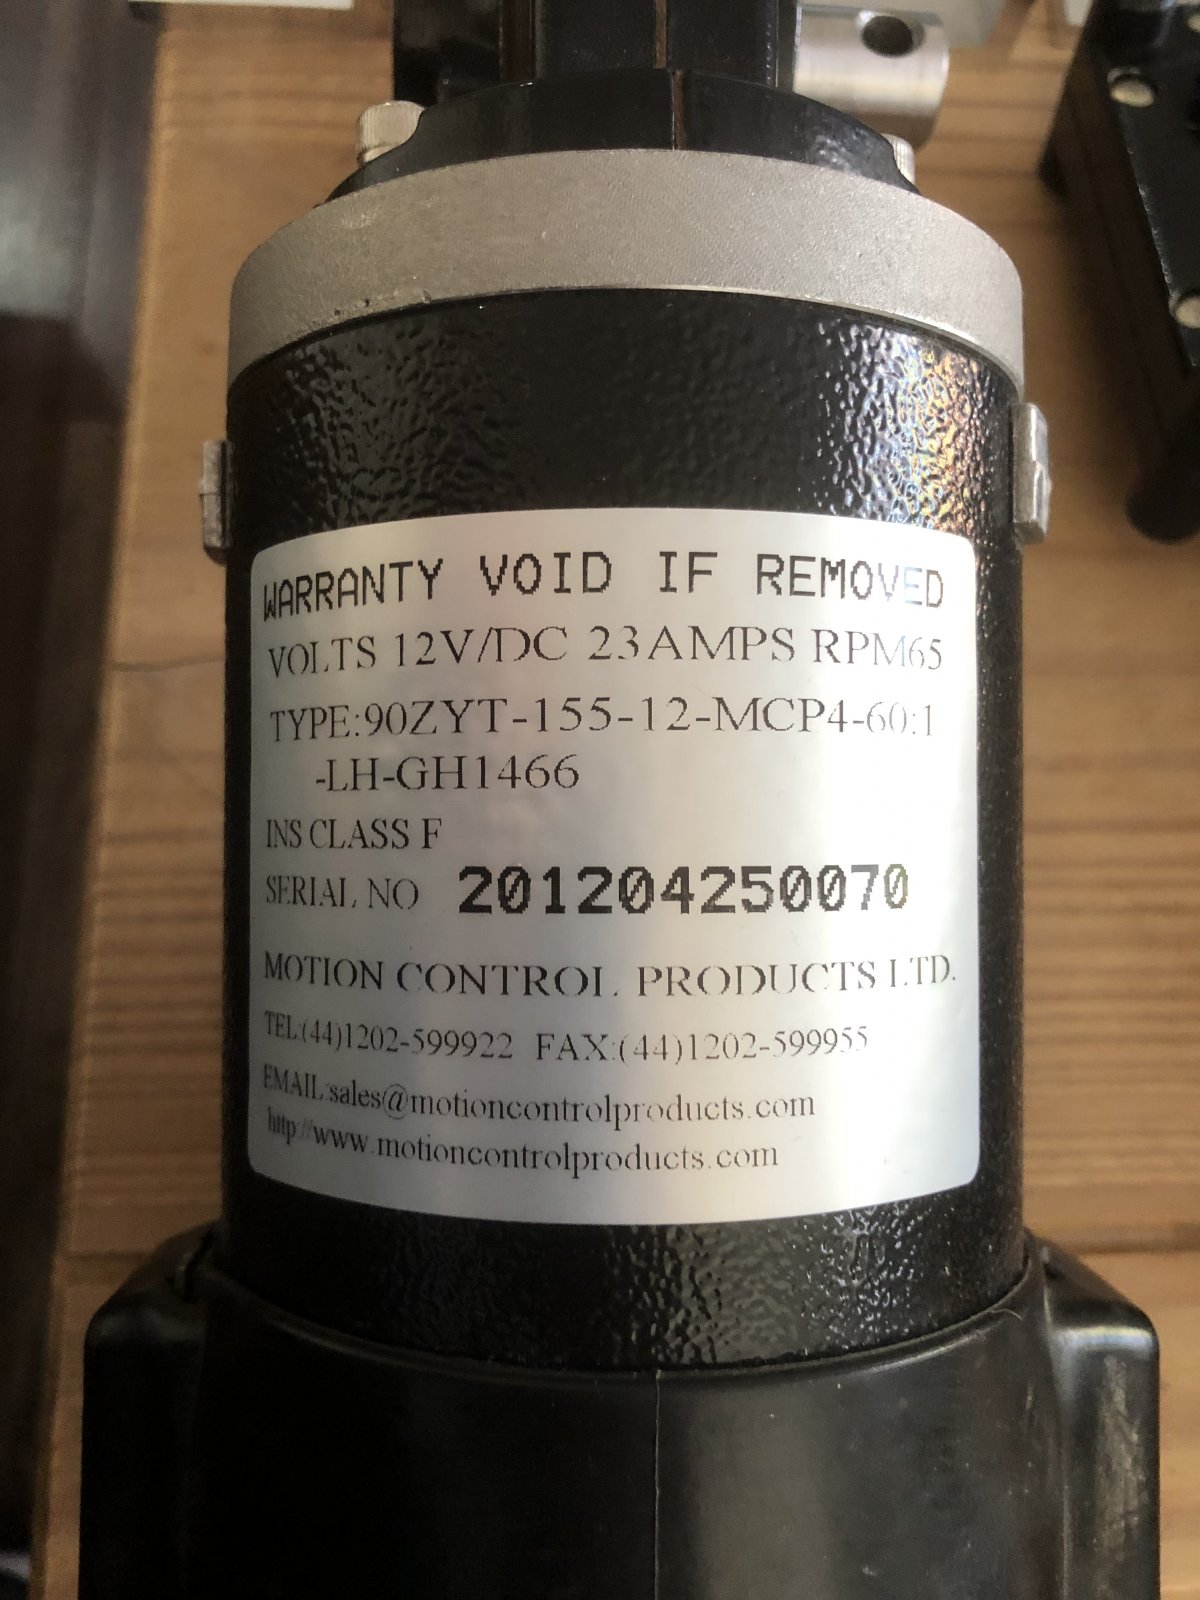 WARRANTY VOID IF REMOVED
VOLTS 12V/DC 23AMPS RPM65
TYPE:90ZYT-155-12-MCP4-60:1
-LH-GH1466
INS CLASS F
SERIAL NO 201204250070
MOTION CONTROL PRODUCTS LTD.
TEL:(44)1202-599922 FAX:(44)1202-599955
EMAIL:sales@motioncontrolproducts.com
http://www.motioncontrolproducts.com